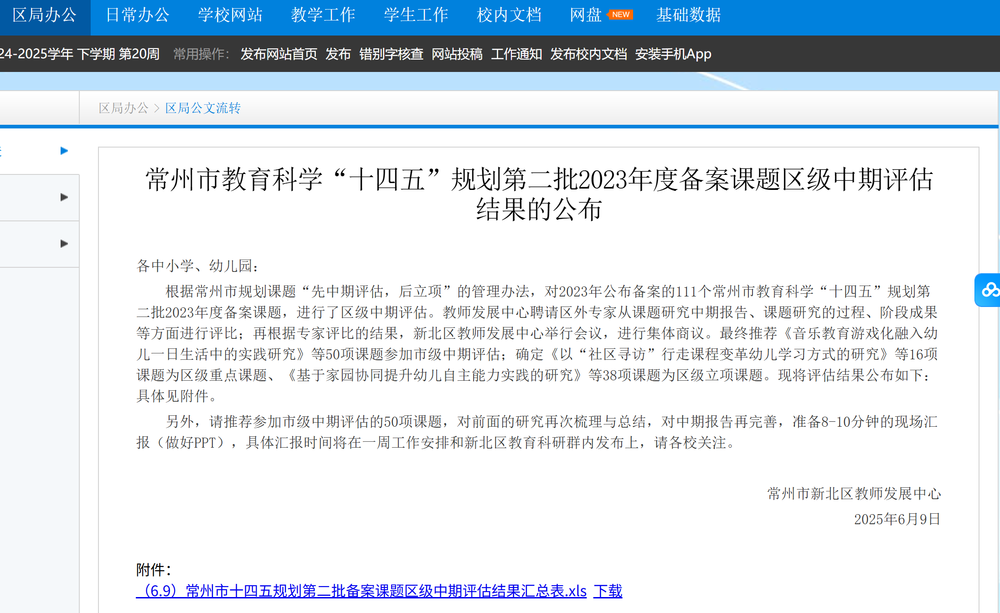 区局办公 日常办公 学校网站 教学工作 学生工作 校内文档 网盘 NEW 基础数据
24-2025学年 下学期 第20周 常用操作： 发布网站首页 发布 错别字核查 网站投稿 工作通知 发布校内文档 安装手机App
区局办公 > 区局公文流转
常州市教育科学“十四五”规划第二批2023年度备案课题区级中期评估
结果的公布
各中小学、幼儿园：
根据常州市规划课题“先中期评估，后立项”的管理办法，对2023年公布备案的111个常州市教育科学“十四五”规划第
二批2023年度备案课题，进行了区级中期评估。教师发展中心聘请区外专家从课题研究中期报告、课题研究的过程、阶段成果
等方面进行评比；再根据专家评比的结果，新北区教师发展中心举行会议，进行集体商议。最终推荐《音乐教育游戏化融入幼
儿一日生活中的实践研究》等50项课题参加市级中期评估；确定《以“社区寻访”行走课程变革幼儿学习方式的研究》等16项
课题为区级重点课题、《基于家园协同提升幼儿自主能力实践的研究》等38项课题为区级立项课题。现将评估结果公布如下：
具体见附件。
另外，请推荐参加市级中期评估的50项课题，对前面的研究再次梳理与总结，对中期报告再完善，准备8-10分钟的现场汇
报（做好PPT），具体汇报时间将在一周工作安排和新北区教育科研群内发布上，请各校关注。
常州市新北区教师发展中心
2025年6月9日
附件：
（6.9）常州市十四五规划第二批备案课题区级中期评估结果汇总表.xls 下载